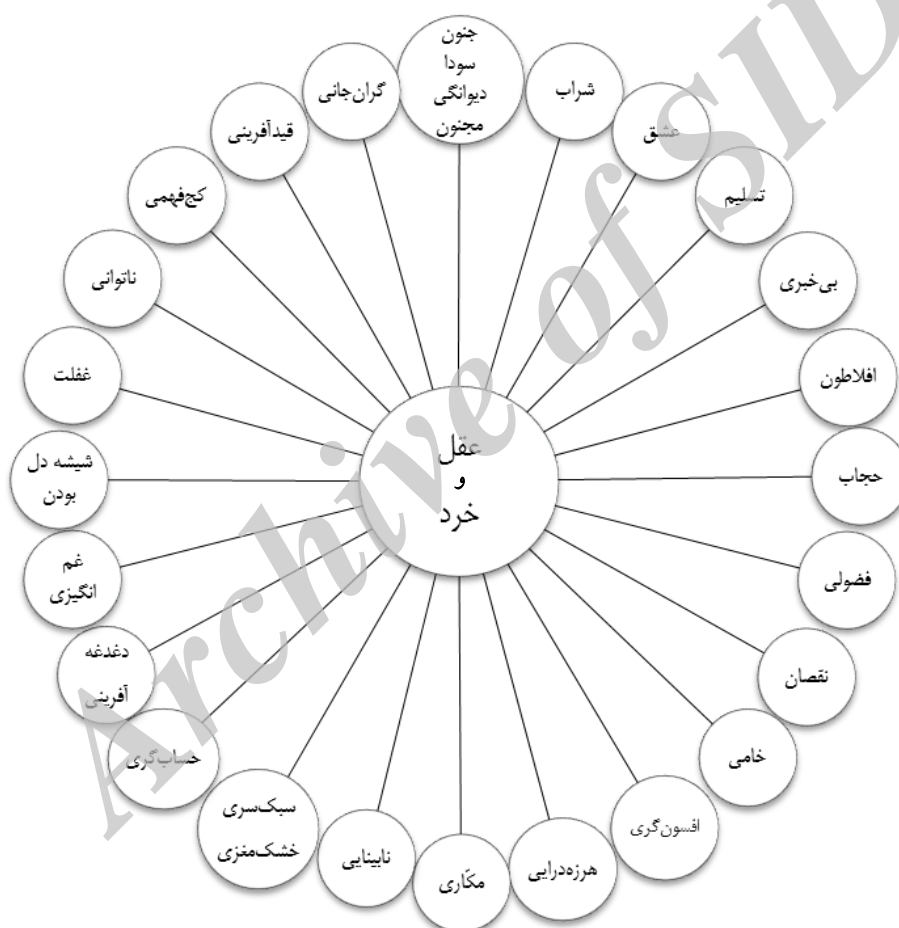 جنون
سودا
دیوانگی
مجنون
شراب
عشق
تسلیم
بی‌خبری
افلاطون
حجاب
فضولی
نقصان
خامی
افسون‌گری
هرزه‌درایی
مکّاری
نابینایی
سبک‌سری
خشک‌مغزی
حساب‌گری
دغدغه
آفرینی
غم
انگیزی
شیشه دل
بودن
غفلت
ناتوانی
کج‌فهمی
قیدآفرینی
گران‌جانی
عقل
و
خرد
Archive of SID